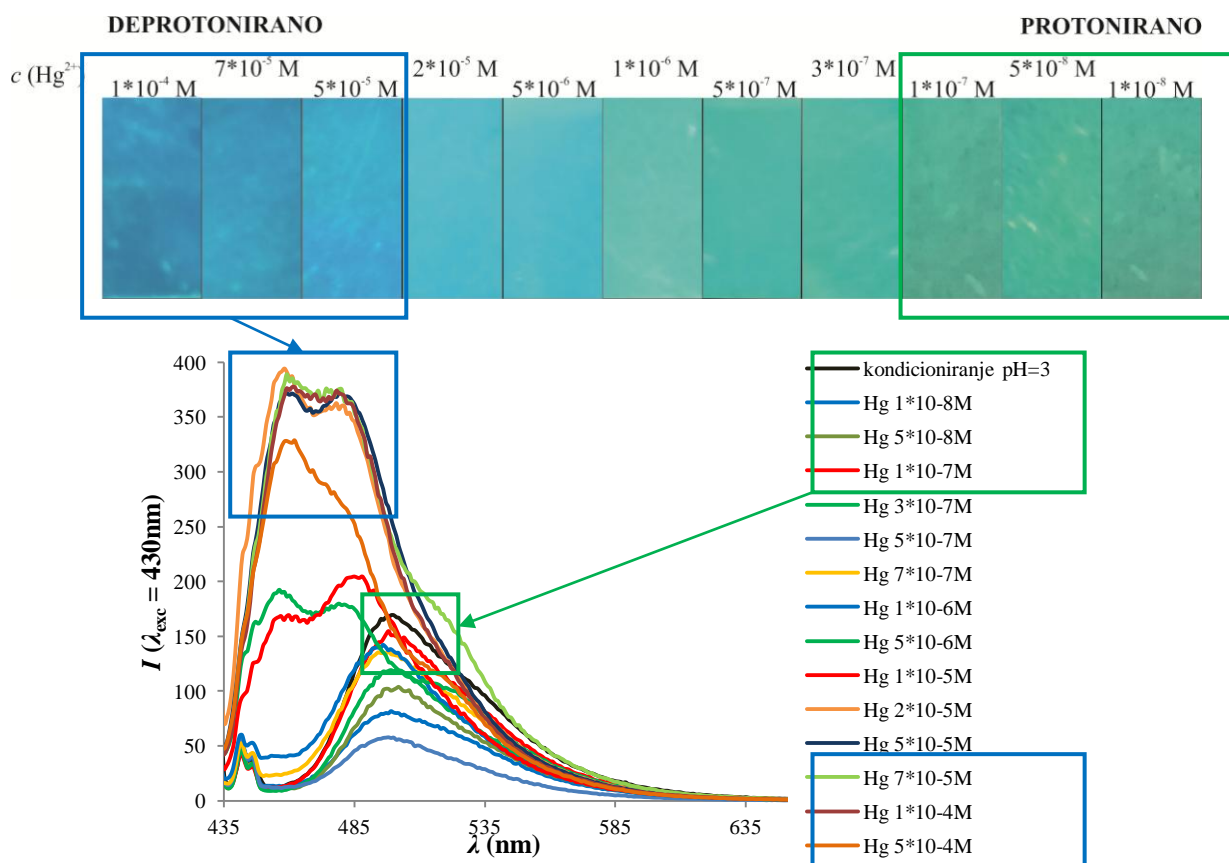 DEPROTONIRANO PROTONIRANO
c (Hg²⁺)
1*10⁻⁴ M 7*10⁻⁵ M 5*10⁻⁵ M 2*10⁻⁵ M 5*10⁻⁶ M 1*10⁻⁶ M 5*10⁻⁷ M 3*10⁻⁷ M 1*10⁻⁷ M 5*10⁻⁸ M 1*10⁻⁸ M
I (λexc = 430nm)
400
350
300
250
200
150
100
50
0
435 485 535 585 635
λ (nm)
kondicioniranje pH=3
Hg 1*10-8M
Hg 5*10-8M
Hg 1*10-7M
Hg 3*10-7M
Hg 5*10-7M
Hg 7*10-7M
Hg 1*10-6M
Hg 5*10-6M
Hg 1*10-5M
Hg 2*10-5M
Hg 5*10-5M
Hg 7*10-5M
Hg 1*10-4M
Hg 5*10-4M